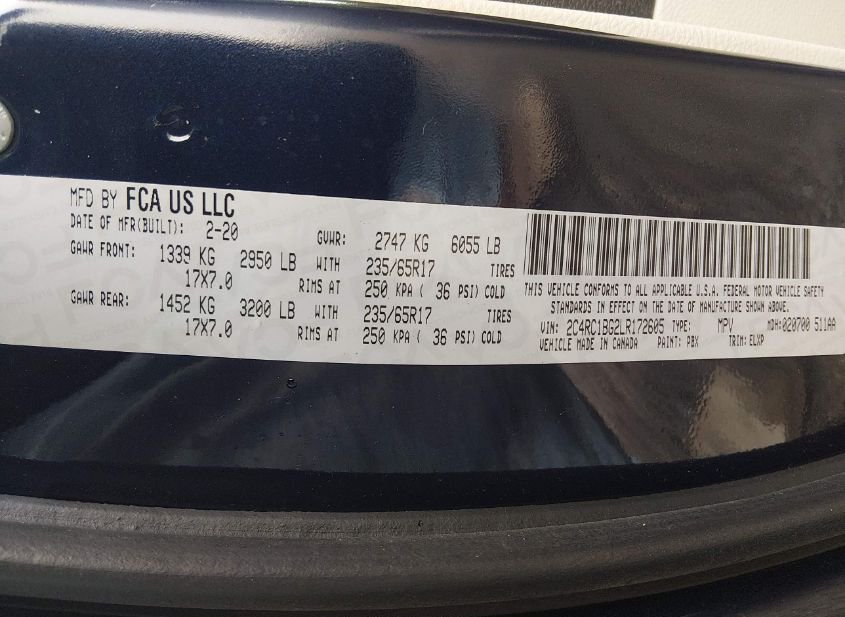 MFD BY FCA US LLC
DATE OF MFR(BUILT): 2-20 GVWR: 2747 KG 6055 LB
GAWR FRONT: 1339 KG 2950 LB WITH 235/65R17 TIRES
17X7.0 RIMS AT 250 KPA ( 36 PSI) COLD
GAWR REAR: 1452 KG 3200 LB WITH 235/65R17 TIRES
17X7.0 RIMS AT 250 KPA ( 36 PSI) COLD
THIS VEHICLE CONFORMS TO ALL APPLICABLE U.S.A. FEDERAL MOTOR VEHICLE SAFETY
STANDARDS IN EFFECT ON THE DATE OF MANUFACTURE SHOWN ABOVE.
VIN: 2C4RC1BG2LR172605 TYPE: MPV MDH:020700 511AA
VEHICLE MADE IN CANADA PAINT: PBX TRIM: ELXP